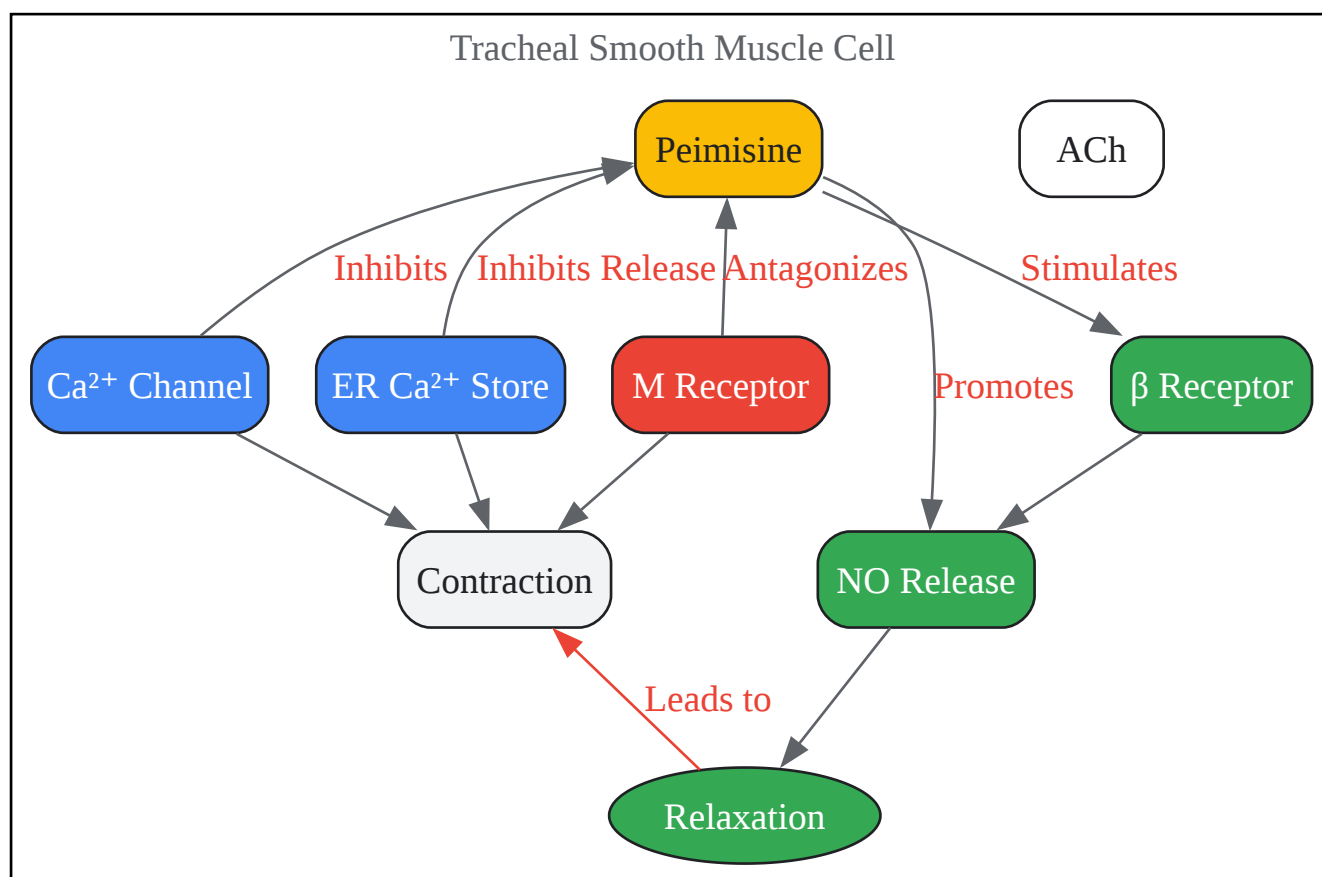 Tracheal Smooth Muscle Cell
Peimisine
ACh
Inhibits
Inhibits Release
Antagonizes
Stimulates
Ca²⁺ Channel
ER Ca²⁺ Store
M Receptor
Promotes
β Receptor
Contraction
NO Release
Leads to
Relaxation